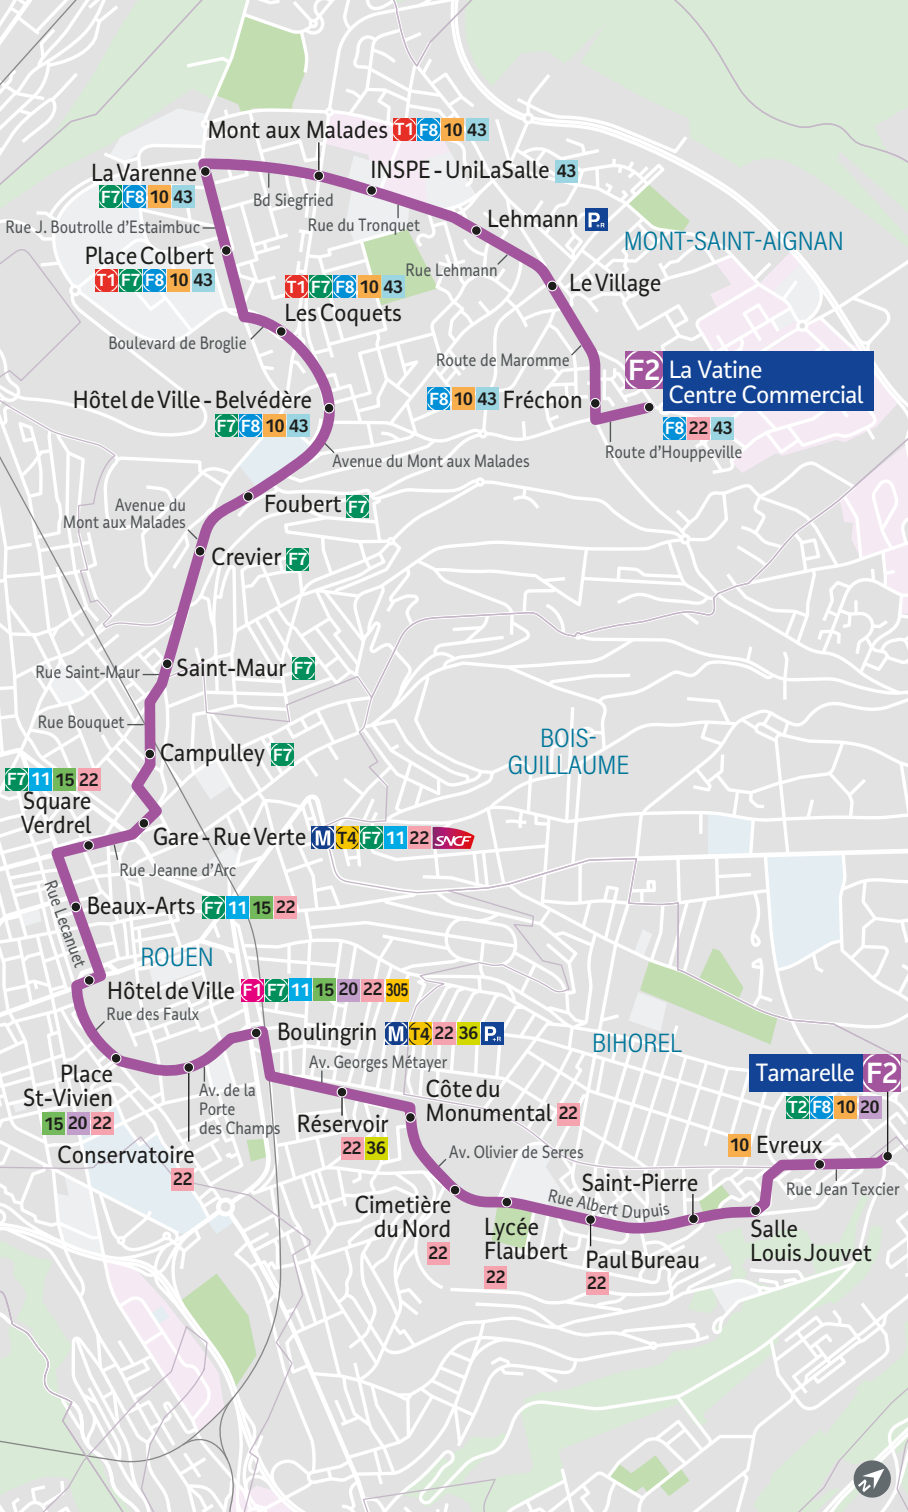 Mont aux Malades T1 F8 10 43
INSPE - UniLaSalle 43
La Varenne
F7 F8 10 43
Bd Siegfried
Rue du Tronquet
Lehmann P+R
Rue J. Boutrolle d'Estaimbuc
MONT-SAINT-AIGNAN
Place Colbert
T1 F7 F8 10 43
Rue Lehmann
T1 F7 F8 10 43
Les Coquets
Le Village
Boulevard de Broglie
Route de Maromme
F2 La Vatine
Centre Commercial
F8 22 43
Hôtel de Ville - Belvédère
F7 F8 10 43
F8 10 43 Fréchon
Route d'Houppeville
Avenue du Mont aux Malades
Foubert F7
Avenue du
Mont aux Malades
Crevier F7
Saint-Maur F7
Rue Saint-Maur
Rue Bouquet
Campulley F7
BOIS-
GUILLAUME
F7 11 15 22
Square
Verdrel
Gare - Rue Verte M T4 F7 11 22 SNCF
Rue Jeanne d'Arc
Rue Lecanuet
Beaux-Arts F7 11 15 22
ROUEN
Hôtel de Ville F1 F7 11 15 20 22 305
Rue des Faulx
Boulingrin M T4 22 36 P+R
BIHOREL
Av. Georges Métayer
Place
St-Vivien
15 20 22
Av. de la
Porte
des Champs
Conservatoire
22
Réservoir
22 36
Côte du
Monumental 22
Tamarelle F2
T2 F8 10 20
10 Evreux
Av. Olivier de Serres
Rue Jean Texcier
Saint-Pierre
Rue Albert Dupuis
Cimetière
du Nord
22
Lycée
Flaubert
22
Paul Bureau
22
Salle
Louis Jouvet
N